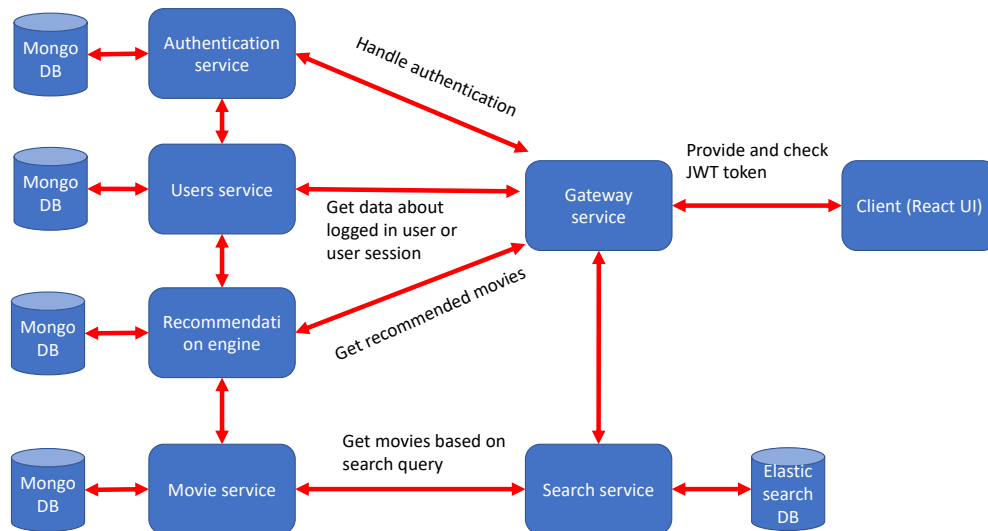 Mongo
DB
Authentication
service
Handle authentication
Mongo
DB
Users service
Get data about
logged in user or
user session
Gateway
service
Provide and check
JWT token
Client (React UI)
Mongo
DB
Recommendati
on engine
Get recommended movies
Mongo
DB
Movie service
Get movies based on
search query
Search service
Elastic
search
DB